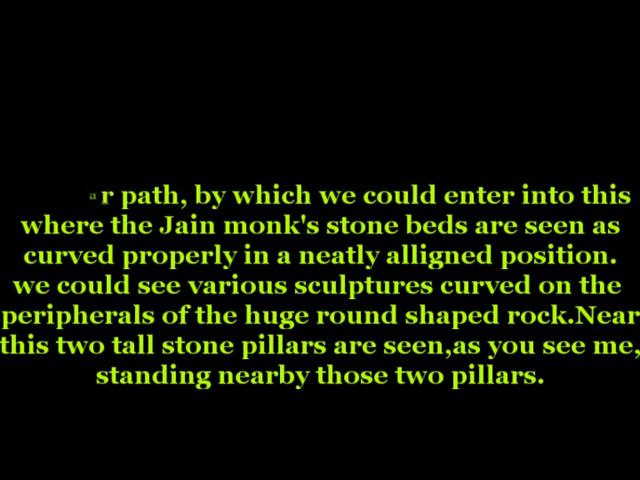 a r path, by which we could enter into this
where the Jain monk's stone beds are seen as
curved properly in a neatly alligned position.
we could see various sculptures curved on the
peripherals of the huge round shaped rock.Near
this two tall stone pillars are seen,as you see me,
standing nearby those two pillars.